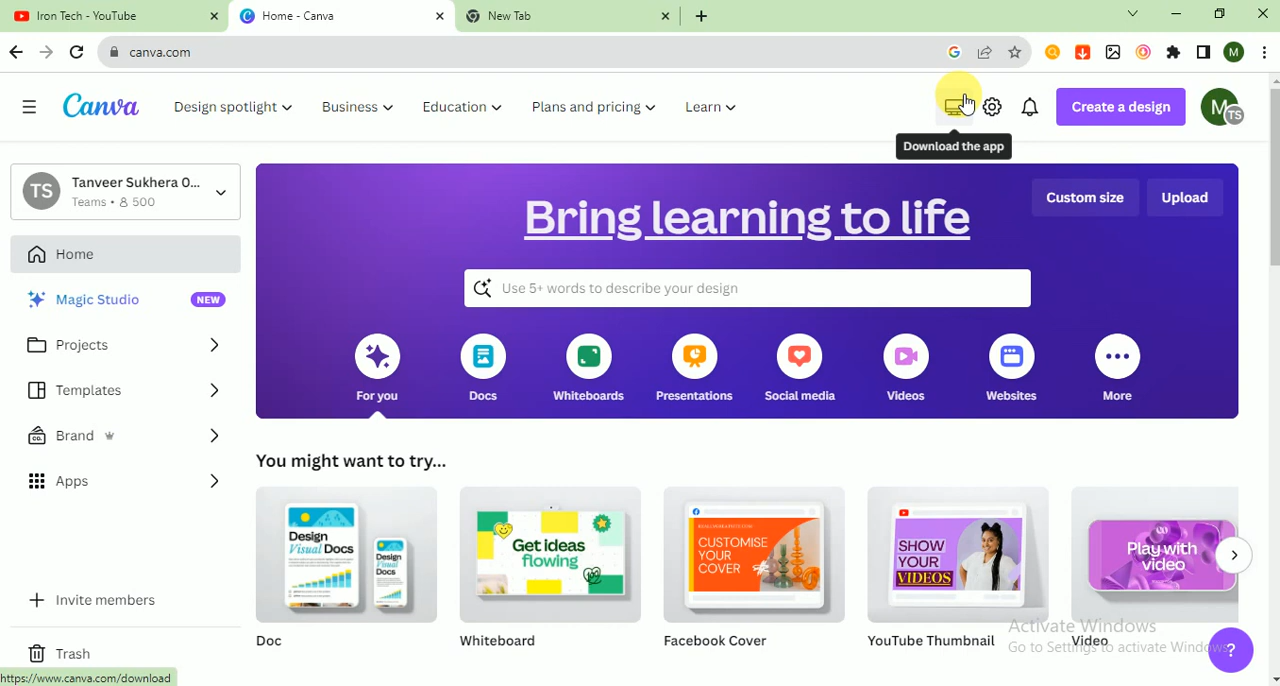 Iron Tech - YouTube
Home - Canva
New Tab
canva.com
M
Canva
Design spotlight
Business
Education
Plans and pricing
Learn
Create a design
M
TS
Download the app
TS
Tanveer Sukhera 0...
Teams • 500
Home
Magic Studio
NEW
Projects
Templates
Brand
Apps
Invite members
Trash
https://www.canva.com/download
Bring learning to life
Custom size
Upload
Use 5+ words to describe your design
For you
Docs
Whiteboards
Presentations
Social media
Videos
Websites
More
You might want to try...
Design
Visual Docs
Design
Visual
Docs
Get ideas
flowing
CUSTOMISE
YOUR
COVER
SHOW
YOUR
VIDEOS
Play with
video
Doc
Whiteboard
Facebook Cover
YouTube Thumbnail
Video
Activate Windows
Go to Settings to activate Windows.
?